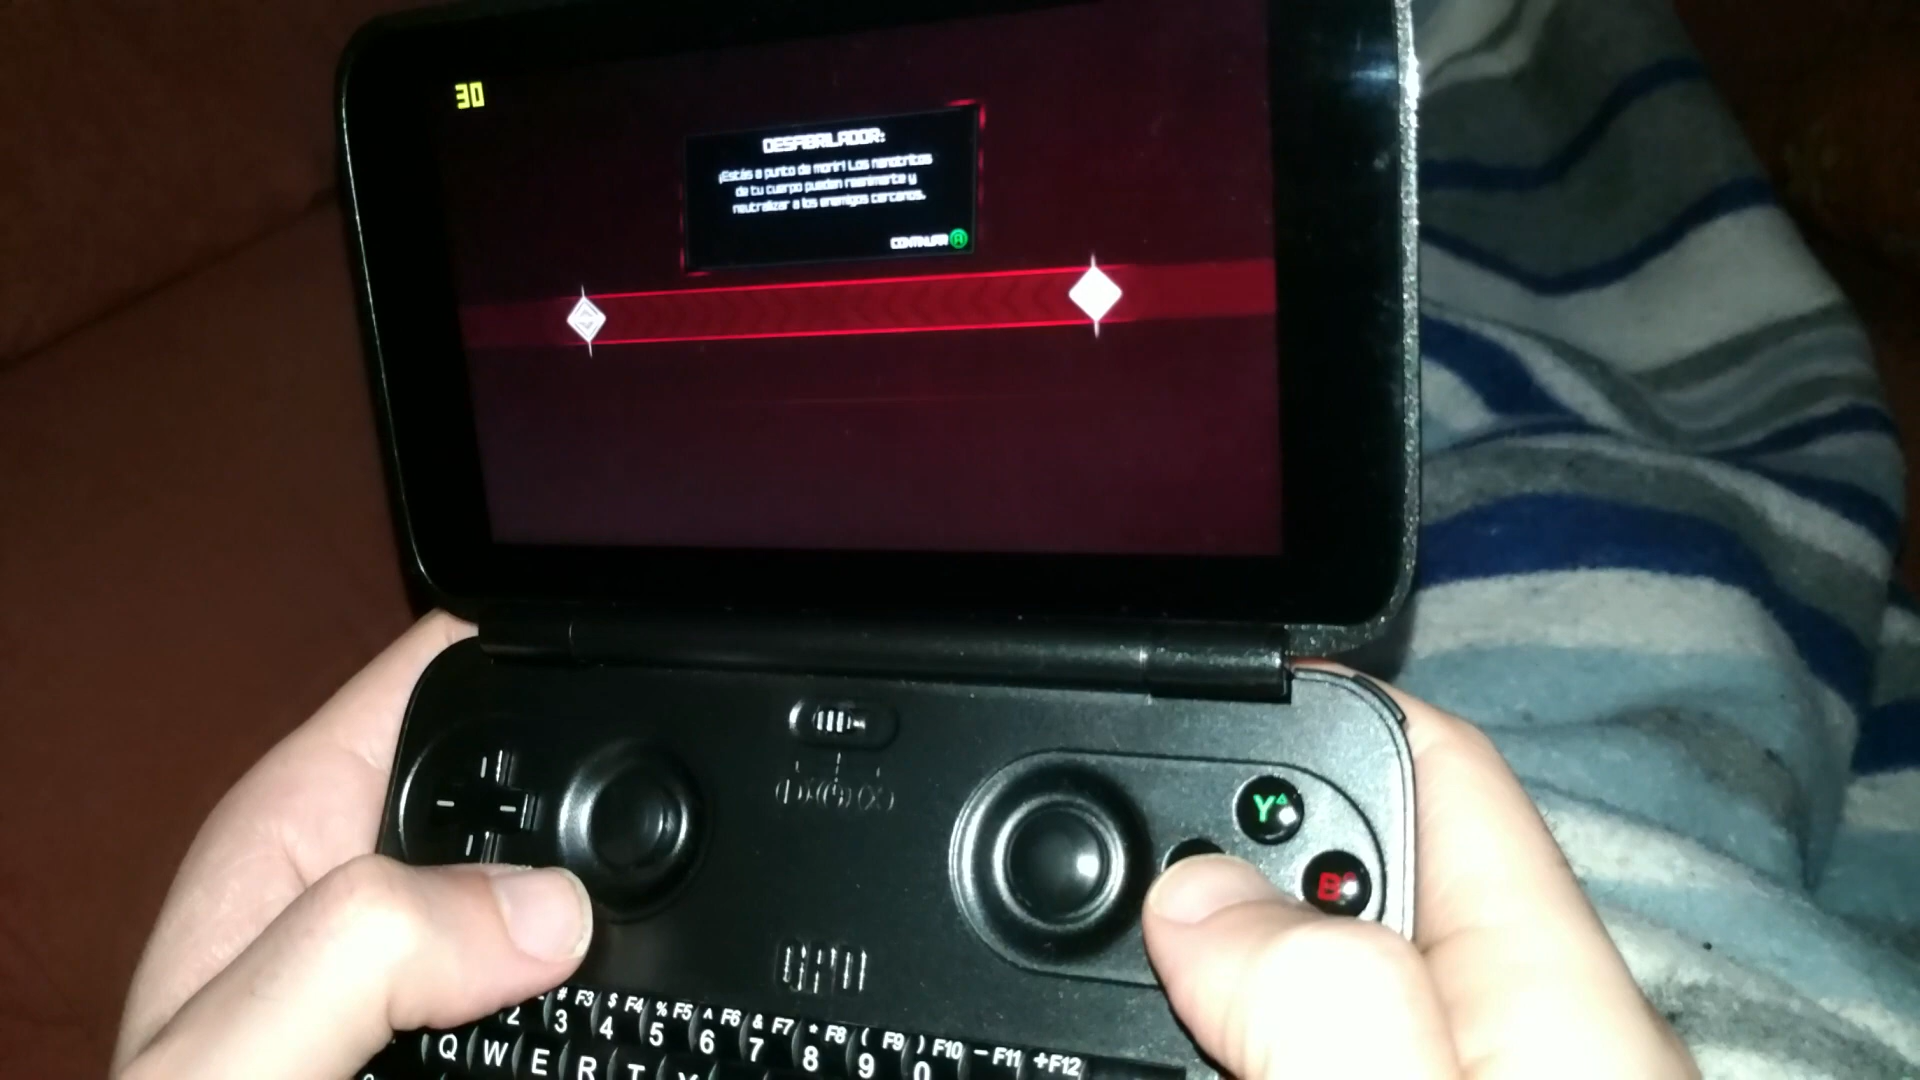 30
DESFIBRILADOR:
¡Estás a punto de morir! Los nanotritos
de tu cuerpo pueden reanimarte y
neutralizar a los enemigos cercanos.
CONTINUAR A
Y
B
GPD
# F3 $ F4 % F5 ^ F6 & F7 * F8 ( F9 ) F10 - F11 + F12
2 3 4 5 6 7 8 9 0
Q W E R T Y